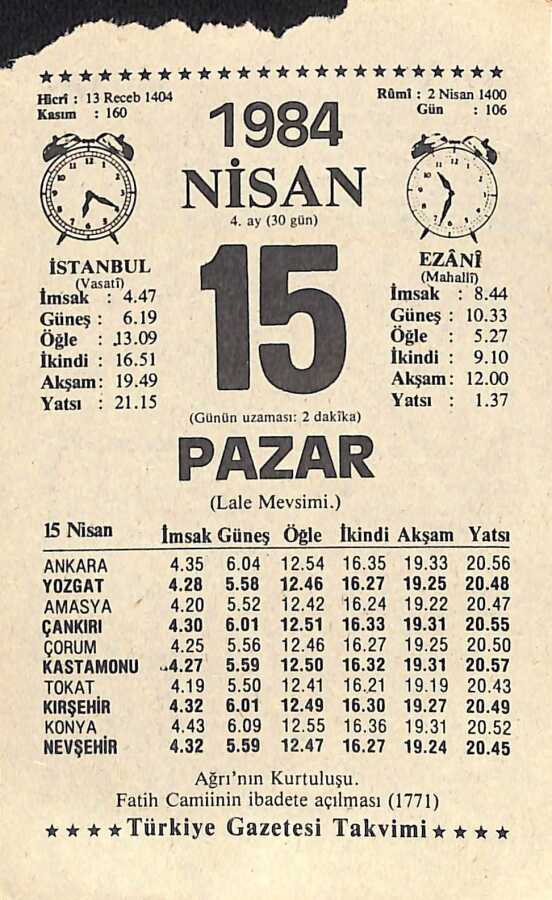 ★★★★★★★★★★★★★★★★★★★★★★★★
Hicrî : 13 Receb 1404
Kasım : 160
1984
Rûmî : 2 Nisan 1400
Gün : 106
NİSAN
4. ay (30 gün)
İSTANBUL
(Vasatî)
İmsak : 4.47
Güneş : 6.19
Öğle : 13.09
İkindi : 16.51
Akşam: 19.49
Yatsı : 21.15
15
EZÂNÎ
(Mahallî)
İmsak : 8.44
Güneş : 10.33
Öğle : 5.27
İkindi : 9.10
Akşam: 12.00
Yatsı : 1.37
(Günün uzaması: 2 dakîka)
PAZAR
(Lale Mevsimi.)
15 Nisan İmsak Güneş Öğle İkindi Akşam Yatsı
ANKARA 4.35 6.04 12.54 16.35 19.33 20.56
YOZGAT 4.28 5.58 12.46 16.27 19.25 20.48
AMASYA 4.20 5.52 12.42 16.24 19.22 20.47
ÇANKIRI 4.30 6.01 12.51 16.33 19.31 20.55
ÇORUM 4.25 5.56 12.46 16.27 19.25 20.50
KASTAMONU 4.27 5.59 12.50 16.32 19.31 20.57
TOKAT 4.19 5.50 12.41 16.21 19.19 20.43
KIRŞEHİR 4.32 6.01 12.49 16.30 19.27 20.49
KONYA 4.43 6.09 12.55 16.36 19.31 20.52
NEVŞEHİR 4.32 5.59 12.47 16.27 19.24 20.45
Ağrı'nın Kurtuluşu.
Fatih Camiinin ibadete açılması (1771)
★★★★Türkiye Gazetesi Takvimi★★★★